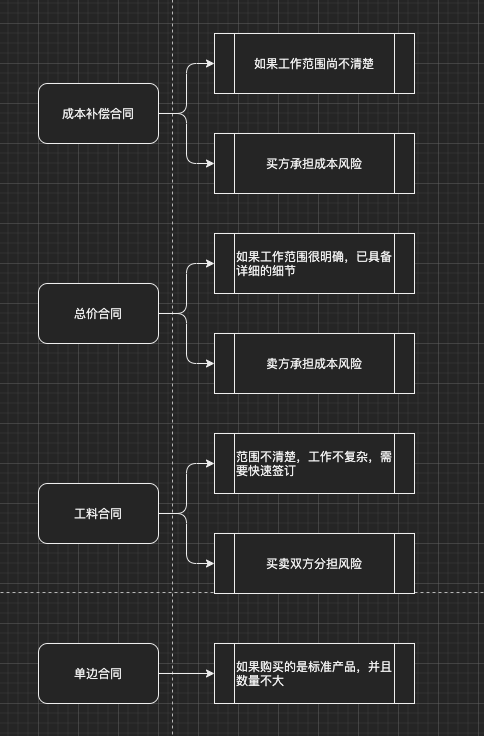 如果工作范围尚不清楚
成本补偿合同
买方承担成本风险
如果工作范围很明确，已具备
详细的细节
总价合同
卖方承担成本风险
范围不清楚，工作不复杂，需
要快速签订
工料合同
买卖双方分担风险
单边合同
如果购买的是标准产品，并且
数量不大